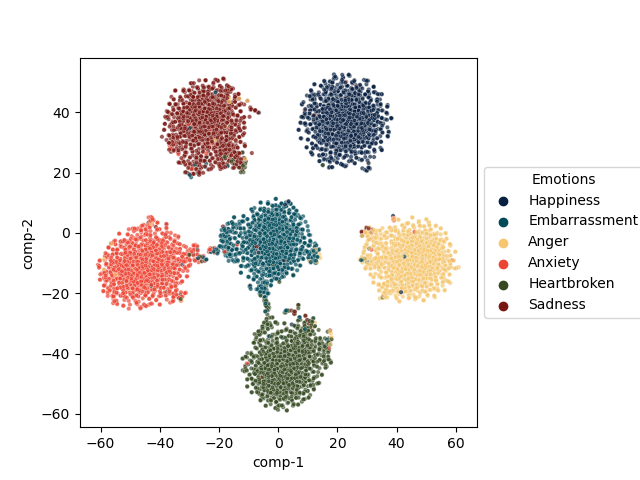 40
20
0
−20
−40
−60
comp-2
−60 −40 −20 0 20 40 60
comp-1
Emotions
Happiness
Embarrassment
Anger
Anxiety
Heartbroken
Sadness